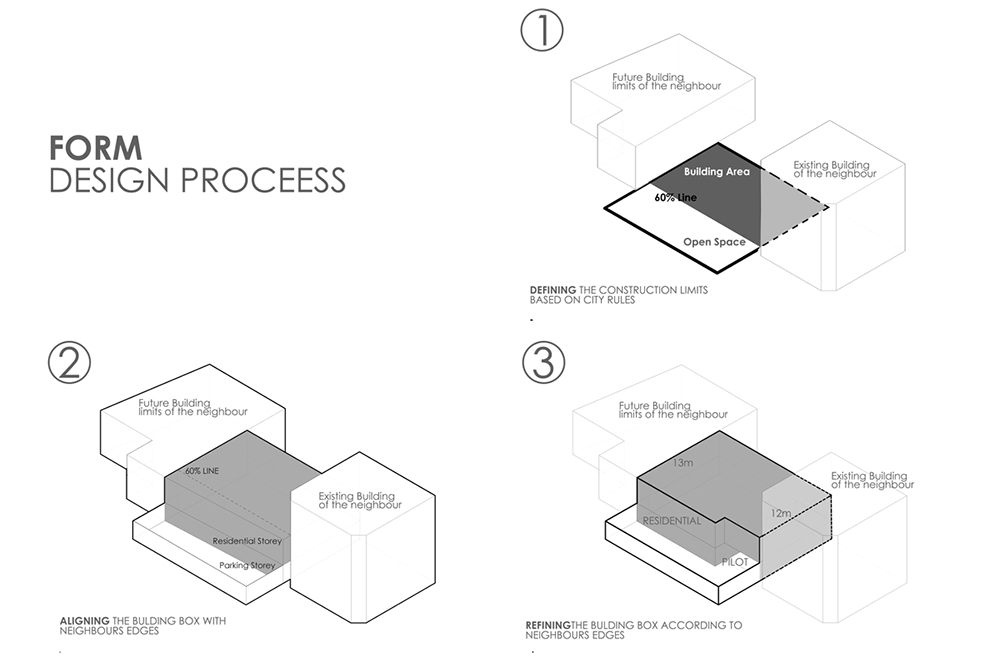 FORM
DESIGN PROCEESS
1
Future Building
limits of the neighbour
Existing Building
of the neighbour
Building Area
60% Line
Open Space
DEFINING THE CONSTRUCTION LIMITS
BASED ON CITY RULES
2
Future Building
limits of the neighbour
60% LINE
Existing Building
of the neighbour
Residential Storey
Parking Storey
ALIGNING THE BULDING BOX WITH
NEIGHBOURS EDGES
3
Future Building
limits of the neighbour
13m
Existing Building
of the neighbour
12m
RESIDENTIAL
PILOT
REFININGTHE BULDING BOX ACCORDING TO
NEIGHBOURS EDGES